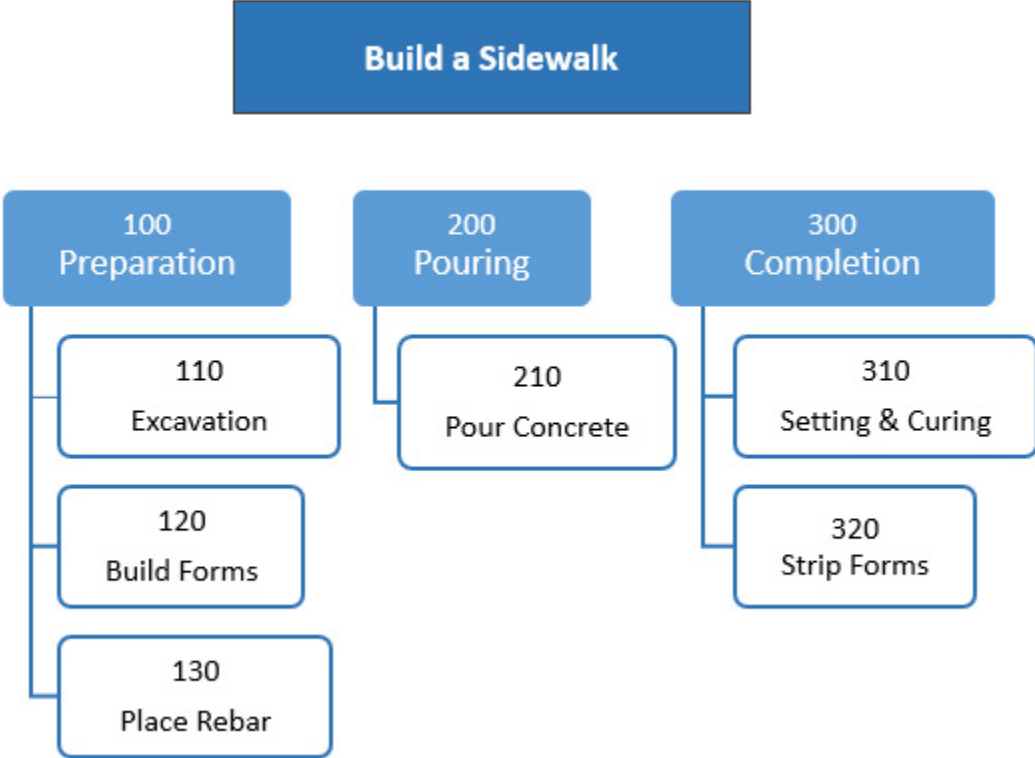 Build a Sidewalk
100
Preparation
110
Excavation
120
Build Forms
130
Place Rebar
200
Pouring
210
Pour Concrete
300
Completion
310
Setting & Curing
320
Strip Forms